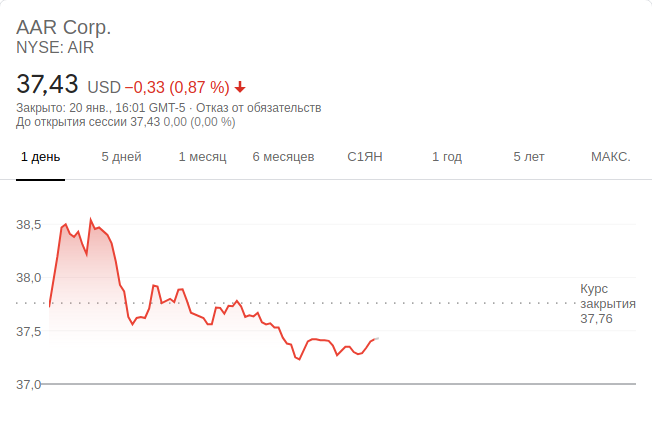 AAR Corp.
NYSE: AIR
37,43 USD −0,33 (0,87 %)
Закрыто: 20 янв., 16:01 GMT-5 · Отказ от обязательств
До открытия сессии 37,43 0,00 (0,00 %)
1 день 5 дней 1 месяц 6 месяцев С1ЯН 1 год 5 лет МАКС.
38,5
38,0
Курс
закрытия
37,76
37,5
37,0